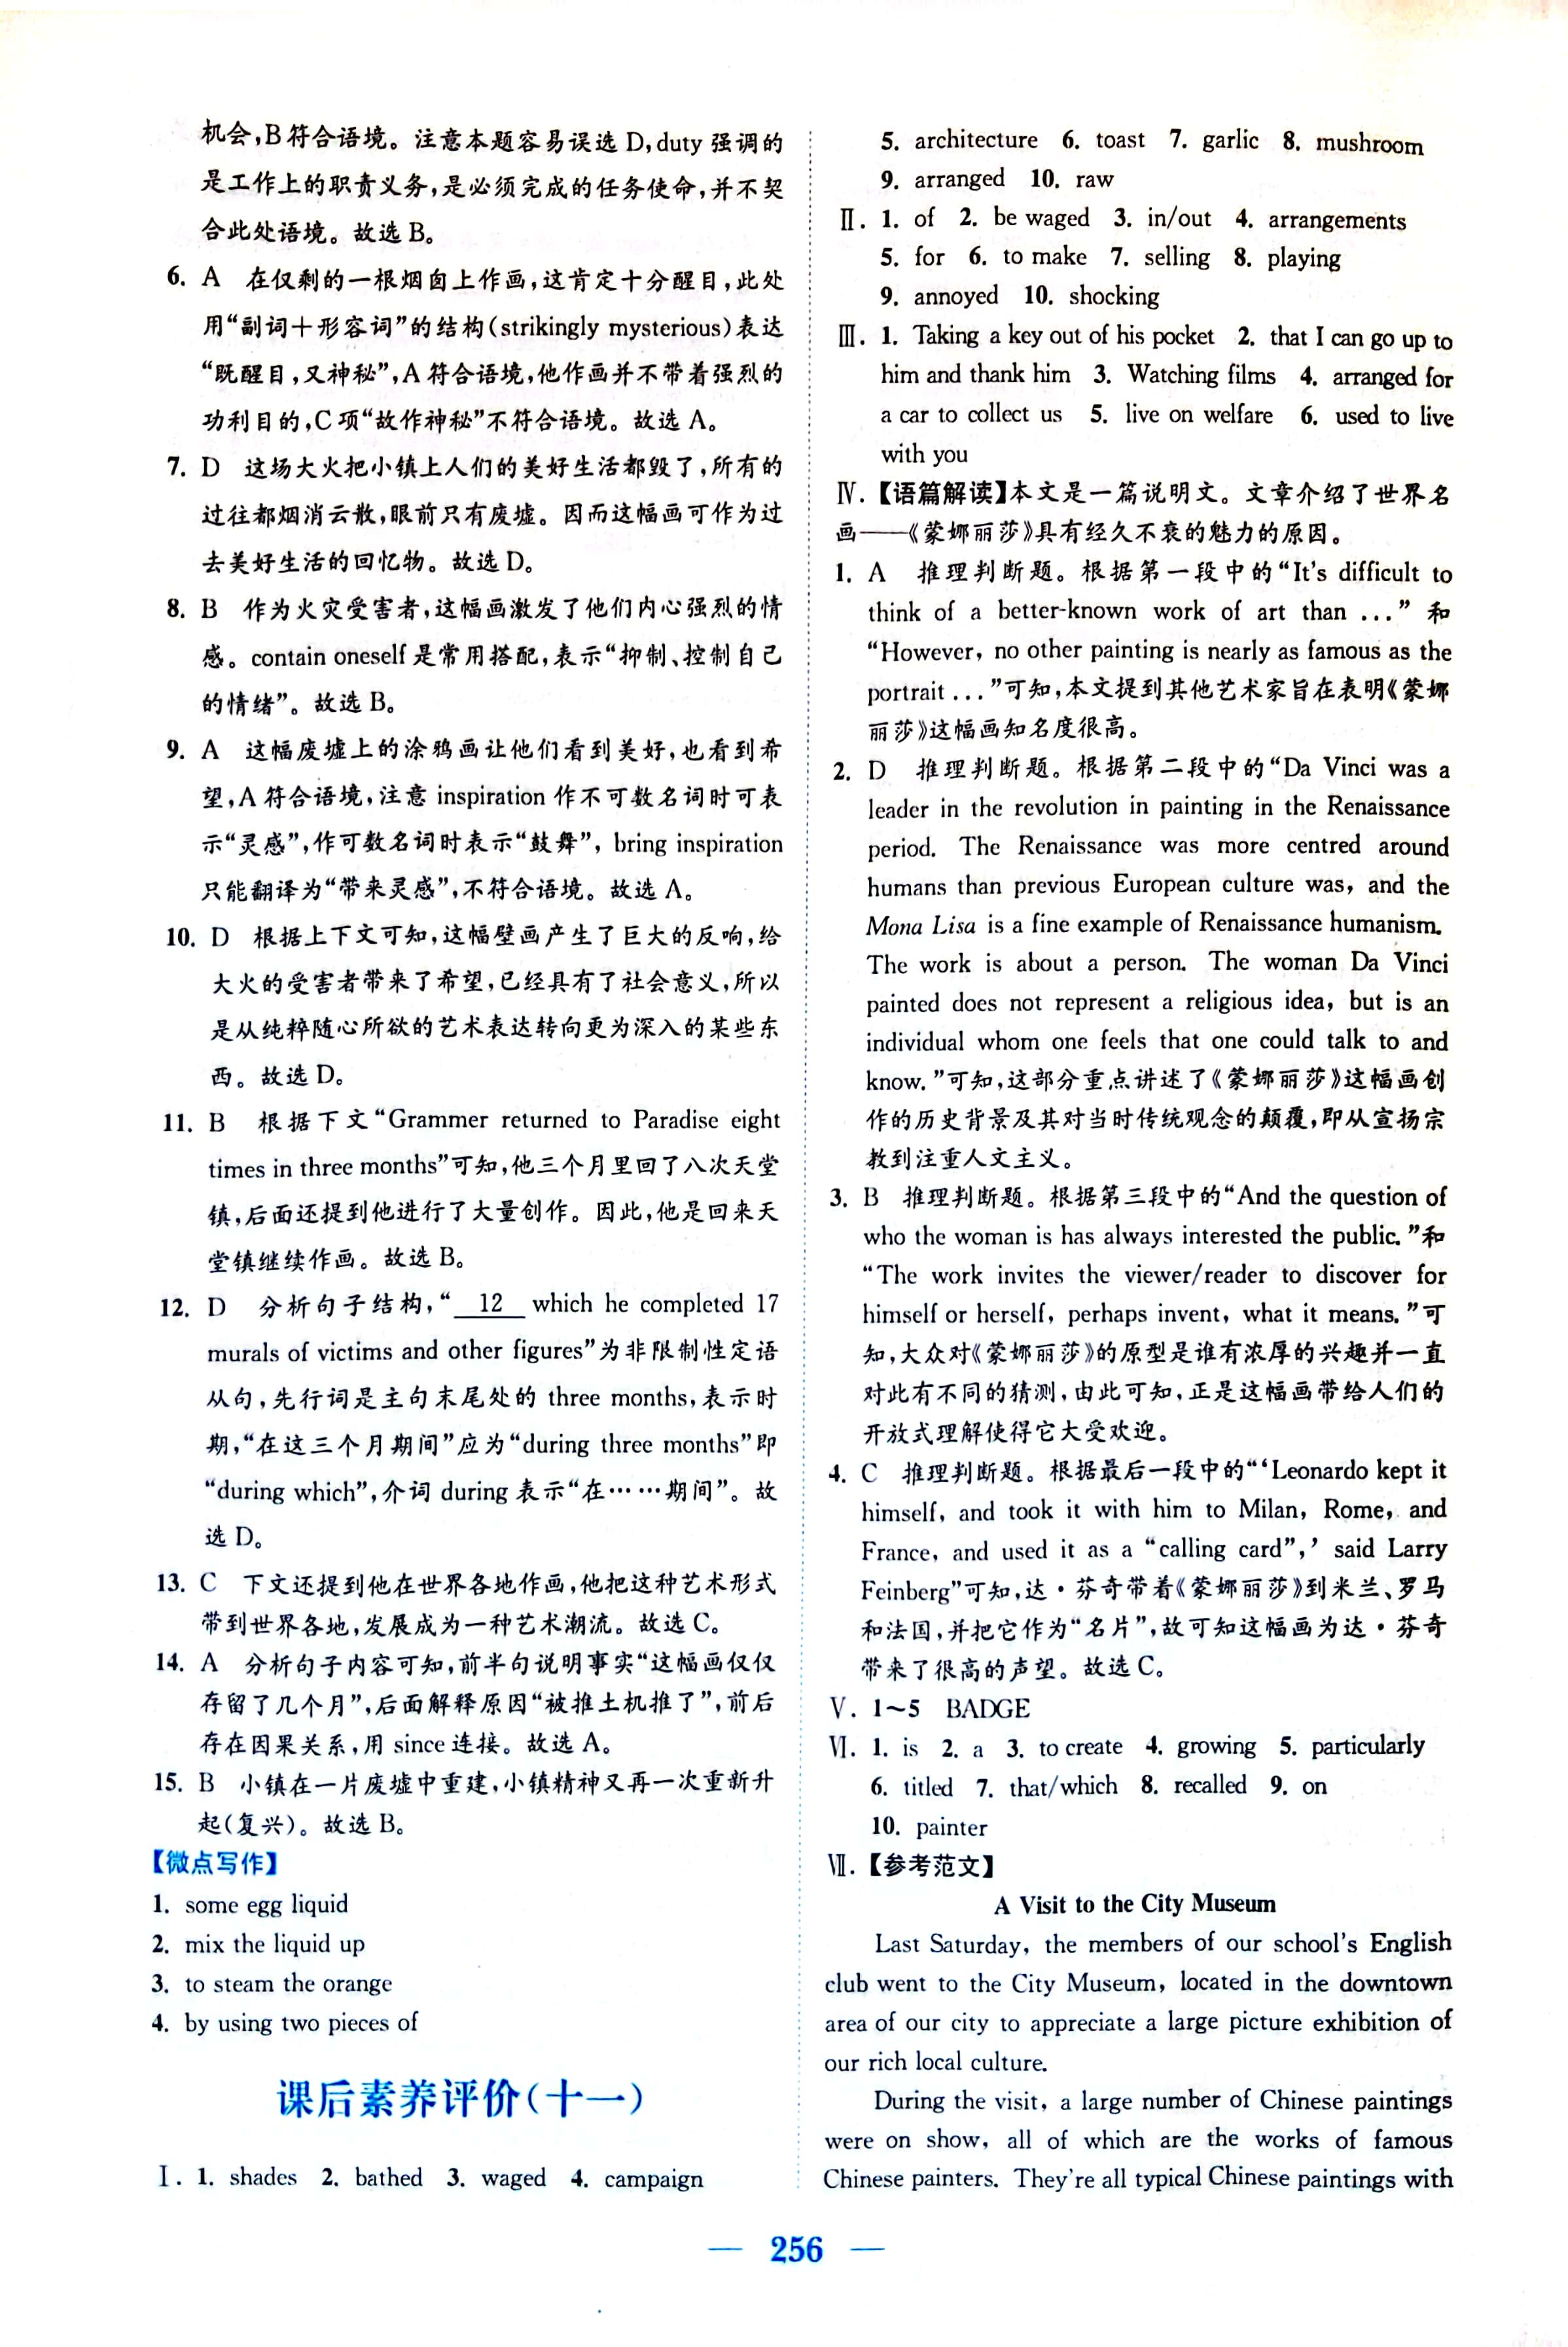 机会,B符合语境。注意本题容易误选D,duty强调的
是工作上的职责义务,是必须完成的任务使命,并不契
合此处语境。故选B。
6. A 在仅剩的一根烟囱上作画,这肯定十分醒目,此处
用“副词＋形容词”的结构(strikingly mysterious)表达
“既醒目,又神秘”,A符合语境,他作画并不带着强烈的
功利目的,C项“故作神秘”不符合语境。故选A。
7. D 这场大火把小镇上人们的美好生活都毁了,所有的
过往都烟消云散,眼前只有废墟。因而这幅画可作为过
去美好生活的回忆物。故选D。
8. B 作为火灾受害者,这幅画激发了他们内心强烈的情
感。contain oneself是常用搭配,表示“抑制、控制自己
的情绪”。故选B。
9. A 这幅废墟上的涂鸦画让他们看到美好,也看到希
望,A符合语境,注意inspiration作不可数名词时可表
示“灵感”,作可数名词时表示“鼓舞”, bring inspiration
只能翻译为“带来灵感”,不符合语境。故选A。
10. D 根据上下文可知,这幅壁画产生了巨大的反响,给
大火的受害者带来了希望,已经具有了社会意义,所以
是从纯粹随心所欲的艺术表达转向更为深入的某些东
西。故选D。
11. B 根据下文“Grammer returned to Paradise eight
times in three months”可知,他三个月里回了八次天堂
镇,后面还提到他进行了大量创作。因此,他是回来天
堂镇继续作画。故选B。
12. D 分析句子结构,“ 12 which he completed 17
murals of victims and other figures”为非限制性定语
从句,先行词是主句末尾处的three months,表示时
期,“在这三个月期间”应为“during three months”即
“during which”,介词during表示“在……期间”。故
选D。
13. C 下文还提到他在世界各地作画,他把这种艺术形式
带到世界各地,发展成为一种艺术潮流。故选C。
14. A 分析句子内容可知,前半句说明事实“这幅画仅仅
存留了几个月”,后面解释原因“被推土机推了”,前后
存在因果关系,用since连接。故选A。
15. B 小镇在一片废墟中重建,小镇精神又再一次重新升
起(复兴)。故选B。
【微点写作】
1. some egg liquid
2. mix the liquid up
3. to steam the orange
4. by using two pieces of
课后素养评价(十一)
Ⅰ. 1. shades 2. bathed 3. waged 4. campaign
5. architecture 6. toast 7. garlic 8. mushroom
9. arranged 10. raw
Ⅱ. 1. of 2. be waged 3. in/out 4. arrangements
5. for 6. to make 7. selling 8. playing
9. annoyed 10. shocking
Ⅲ. 1. Taking a key out of his pocket 2. that I can go up to
him and thank him 3. Watching films 4. arranged for
a car to collect us 5. live on welfare 6. used to live
with you
Ⅳ.【语篇解读】本文是一篇说明文。文章介绍了世界名
画——《蒙娜丽莎》具有经久不衰的魅力的原因。
1. A 推理判断题。根据第一段中的“It's difficult to
think of a better-known work of art than ...” 和
“However, no other painting is nearly as famous as the
portrait ...”可知,本文提到其他艺术家旨在表明《蒙娜
丽莎》这幅画知名度很高。
2. D 推理判断题。根据第二段中的“Da Vinci was a
leader in the revolution in painting in the Renaissance
period. The Renaissance was more centred around
humans than previous European culture was, and the
Mona Lisa is a fine example of Renaissance humanism.
The work is about a person. The woman Da Vinci
painted does not represent a religious idea, but is an
individual whom one feels that one could talk to and
know.”可知,这部分重点讲述了《蒙娜丽莎》这幅画创
作的历史背景及其对当时传统观念的颠覆,即从宣扬宗
教到注重人文主义。
3. B 推理判断题。根据第三段中的“And the question of
who the woman is has always interested the public.”和
“The work invites the viewer/reader to discover for
himself or herself, perhaps invent, what it means.”可
知,大众对《蒙娜丽莎》的原型是谁有浓厚的兴趣并一直
对此有不同的猜测,由此可知,正是这幅画带给人们的
开放式理解使得它大受欢迎。
4. C 推理判断题。根据最后一段中的“‘Leonardo kept it
himself, and took it with him to Milan, Rome, and
France, and used it as a “calling card”,’ said Larry
Feinberg”可知,达·芬奇带着《蒙娜丽莎》到米兰、罗马
和法国,并把它作为“名片”,故可知这幅画为达·芬奇
带来了很高的声望。故选C。
Ⅴ. 1~5 BADGE
Ⅵ. 1. is 2. a 3. to create 4. growing 5. particularly
6. titled 7. that/which 8. recalled 9. on
10. painter
Ⅶ.【参考范文】
A Visit to the City Museum
Last Saturday, the members of our school's English
club went to the City Museum, located in the downtown
area of our city to appreciate a large picture exhibition of
our rich local culture.
During the visit, a large number of Chinese paintings
were on show, all of which are the works of famous
Chinese painters. They're all typical Chinese paintings with
— 256 —